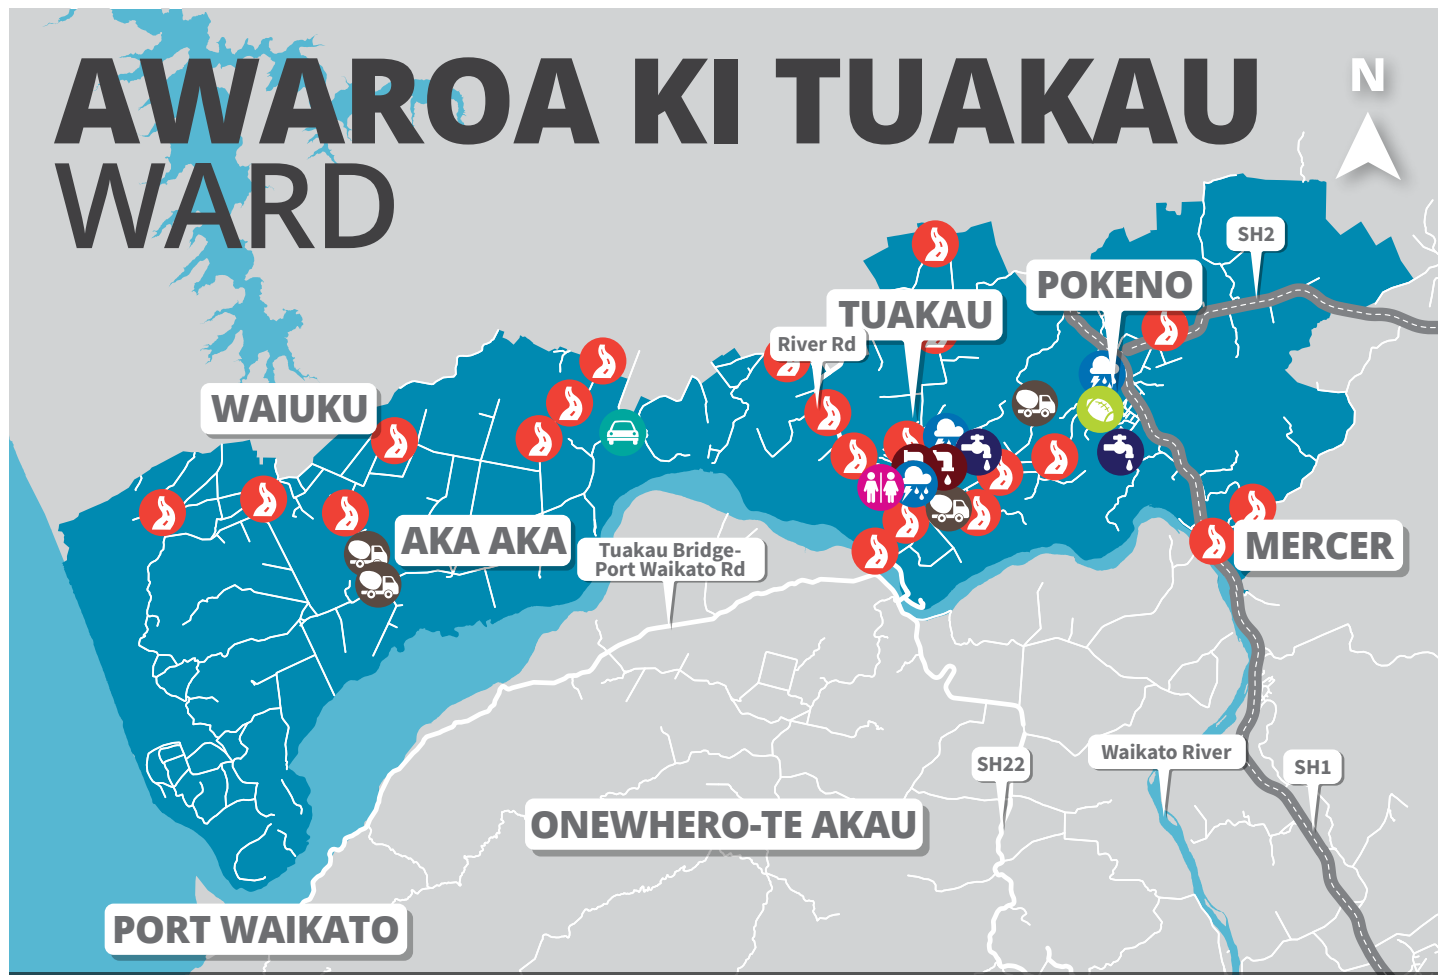 AWAROA KI TUAKAU
WARD
N
SH2
POKENO
TUAKAU
River Rd
WAIUKU
AKA AKA
Tuakau Bridge-
Port Waikato Rd
MERCER
Waikato River
SH22
SH1
ONEWHERO-TE AKAU
PORT WAIKATO